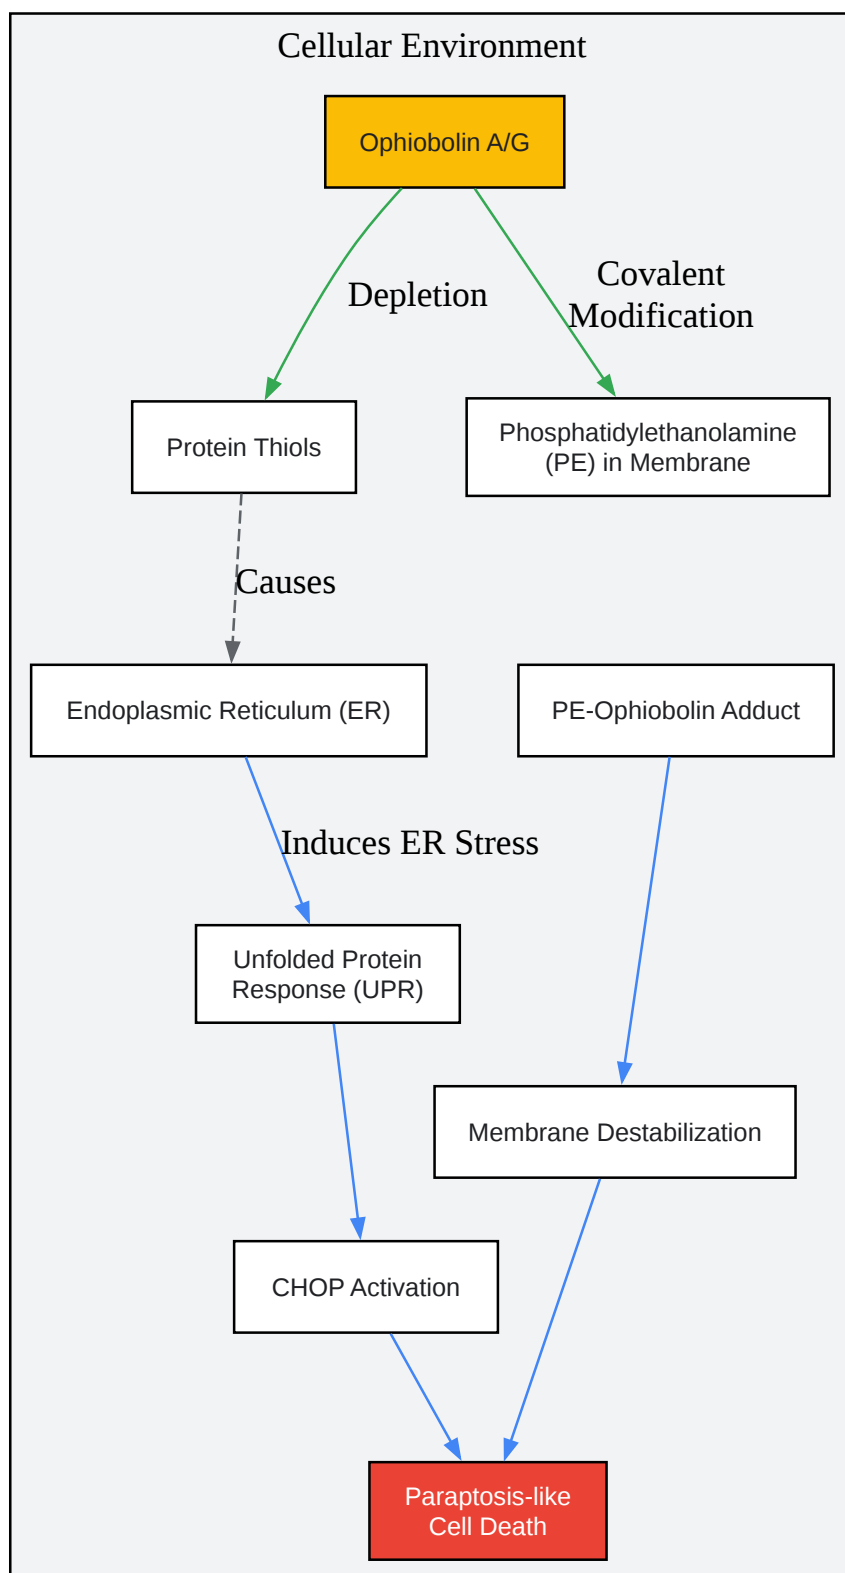 Cellular Environment
Ophiobolin A/G
Depletion
Covalent
Modification
Protein Thiols
Phosphatidylethanolamine
(PE) in Membrane
Causes
Endoplasmic Reticulum (ER)
PE-Ophiobolin Adduct
Induces ER Stress
Unfolded Protein
Response (UPR)
Membrane Destabilization
CHOP Activation
Paraptosis-like
Cell Death